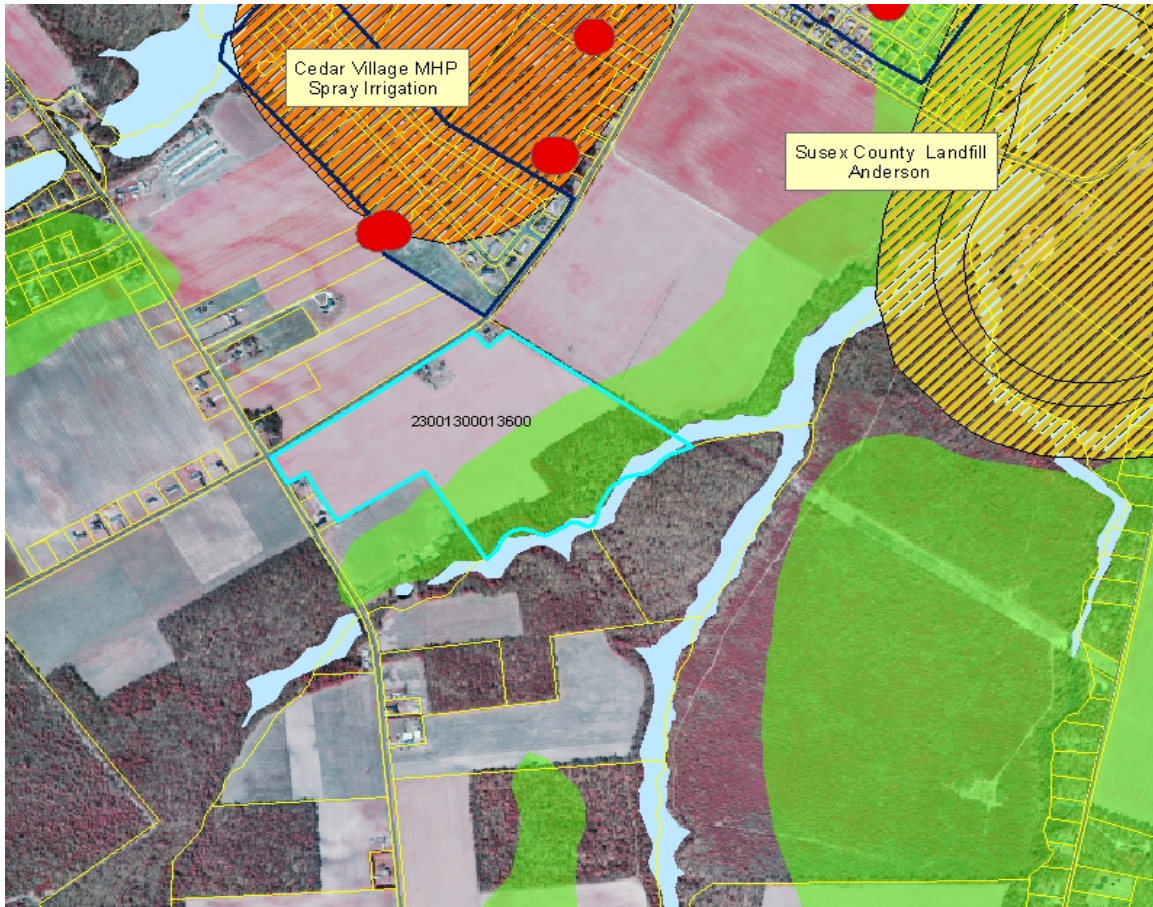 Cedar Village MHP
Spray Irrigation
Susex County Landfill
Anderson
23001300013600